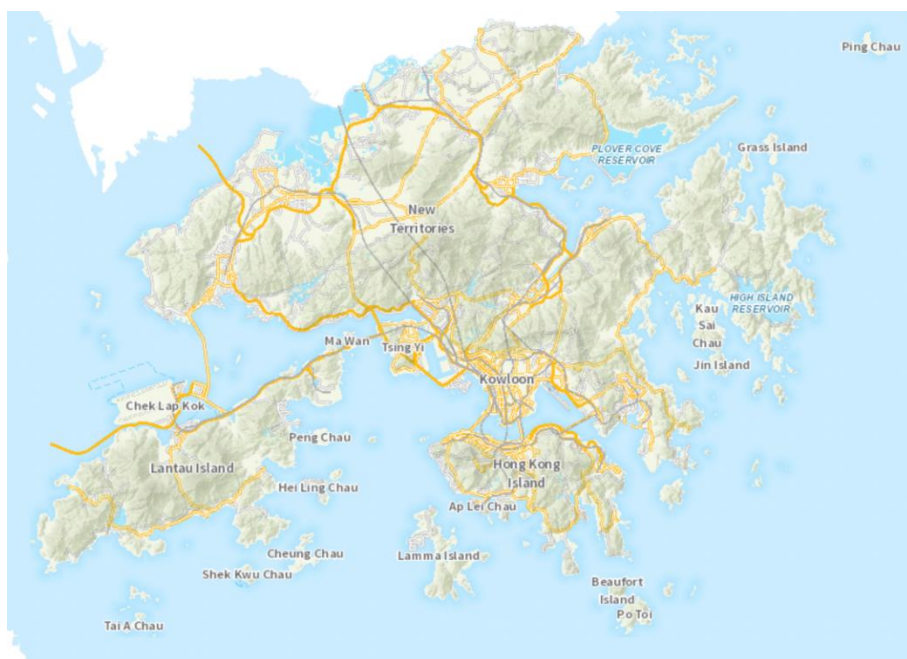 Ping Chau
PLOVER COVE
RESERVOIR
Grass Island
New
Territories
HIGH ISLAND
RESERVOIR
Kau
Sai
Chau
Ma Wan
Tsing Yi
Jin Island
Kowloon
Chek Lap Kok
Peng Chau
Lantau Island
Hong Kong
Island
Hei Ling Chau
Ap Lei Chau
Cheung Chau
Lamma Island
Shek Kwu Chau
Beaufort
Island
Po Toi
Tai A Chau